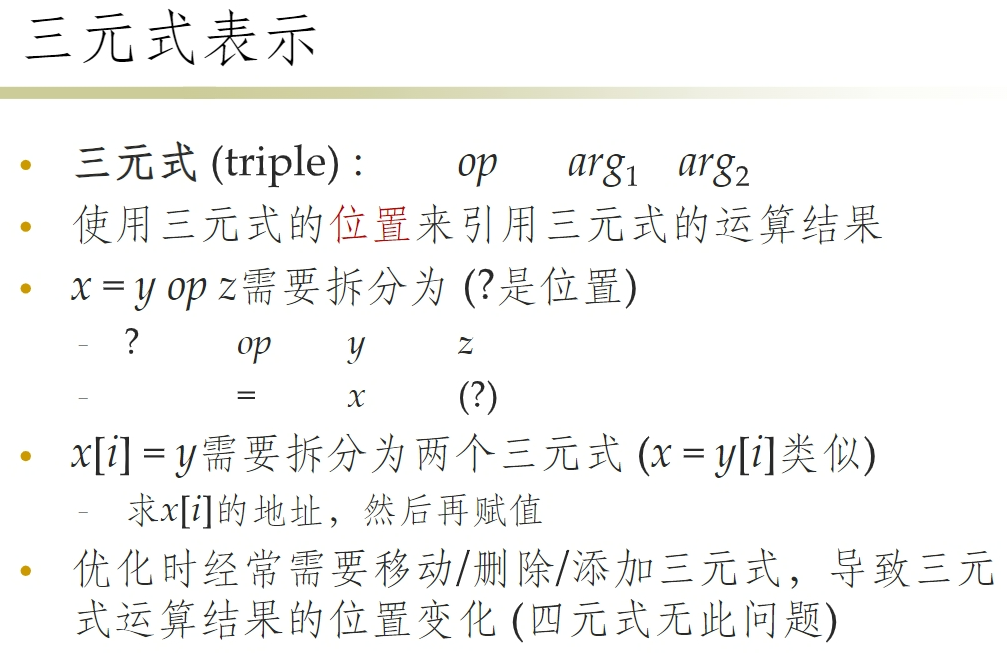 三元式表示
• 三元式 (triple) : op arg₁ arg₂
• 使用三元式的位置来引用三元式的运算结果
• x = y op z需要拆分为 (?是位置)
– ? op y z
– = x (?)
• x[i] = y需要拆分为两个三元式 (x = y[i]类似)
– 求x[i]的地址，然后再赋值
• 优化时经常需要移动/删除/添加三元式，导致三元
式运算结果的位置变化 (四元式无此问题)